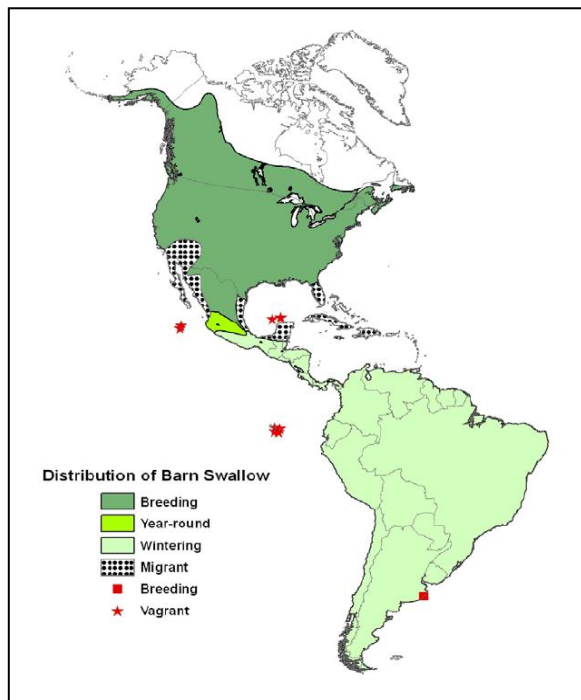 Distribution of Barn Swallow
Breeding
Year-round
Wintering
Migrant
Breeding
Vagrant